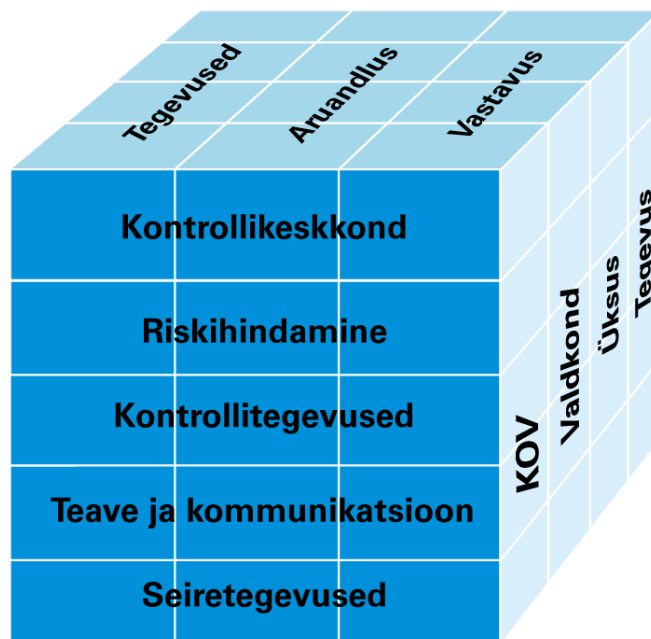 Tegevused
Aruandlus
Vastavus
Kontrollikeskkond
Riskihindamine
Kontrollitegevused
Teave ja kommunikatsioon
Seiretegevused
KOV
Valdkond
Üksus
Tegevus